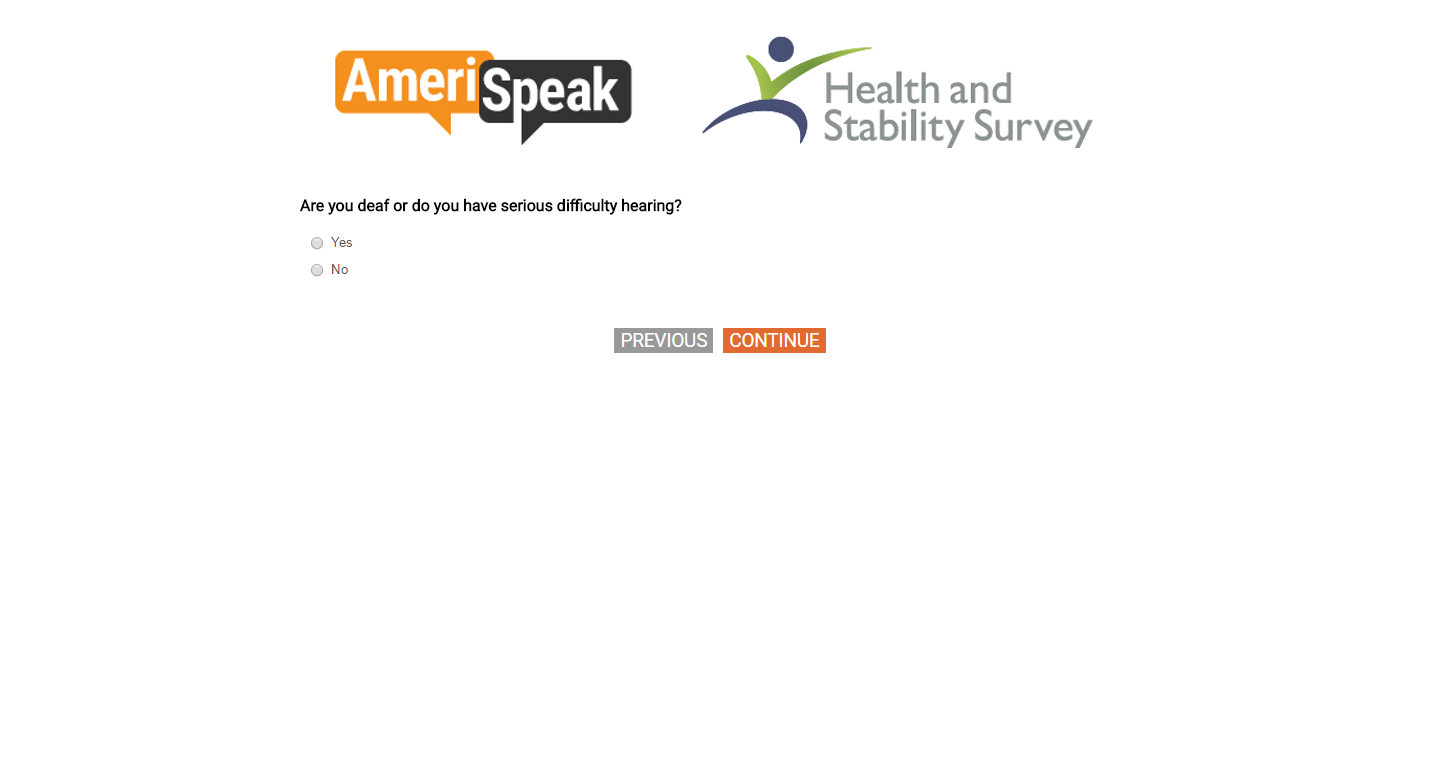 AmeriSpeak
Health and
Stability Survey
Are you deaf or do you have serious difficulty hearing?
Yes
No
PREVIOUS CONTINUE